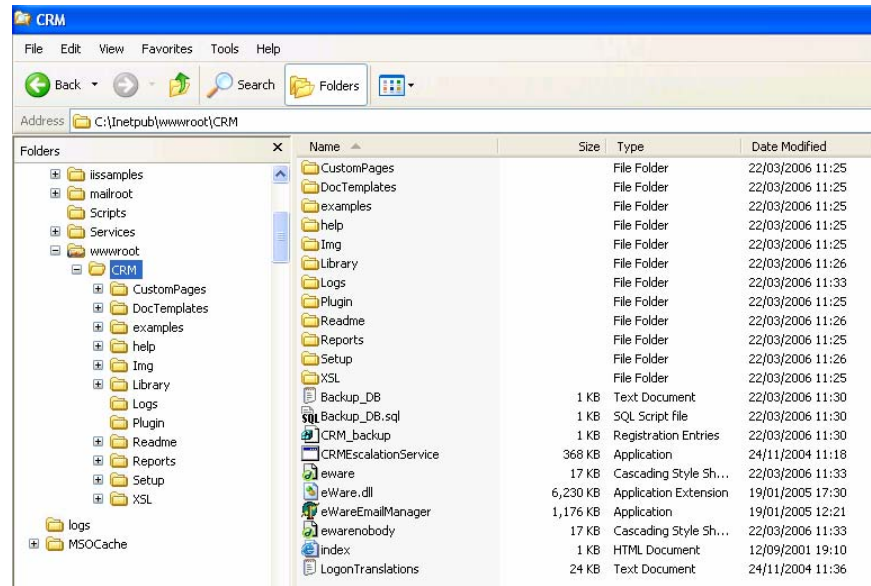 CRM
File Edit View Favorites Tools Help
Back Search Folders
Address C:\Inetpub\wwwroot\CRM
Folders x
iissamples
mailroot
Scripts
Services
wwwroot
CRM
CustomPages
DocTemplates
examples
help
Img
Library
Logs
Plugin
Readme
Reports
Setup
XSL
logs
MSOCache
Name Size Type Date Modified
CustomPages File Folder 22/03/2006 11:25
DocTemplates File Folder 22/03/2006 11:25
examples File Folder 22/03/2006 11:25
help File Folder 22/03/2006 11:25
Img File Folder 22/03/2006 11:25
Library File Folder 22/03/2006 11:26
Logs File Folder 22/03/2006 11:33
Plugin File Folder 22/03/2006 11:25
Readme File Folder 22/03/2006 11:26
Reports File Folder 22/03/2006 11:25
Setup File Folder 22/03/2006 11:26
XSL File Folder 22/03/2006 11:25
Backup_DB 1 KB Text Document 22/03/2006 11:30
SQL Backup_DB.sql 1 KB SQL Script file 22/03/2006 11:30
CRM_backup 1 KB Registration Entries 22/03/2006 11:30
CRMEscalationService 368 KB Application 24/11/2004 11:18
eware 17 KB Cascading Style Sh... 22/03/2006 11:33
eWare.dll 6,230 KB Application Extension 19/01/2005 17:30
eWareEmailManager 1,176 KB Application 19/01/2005 12:21
ewarenobody 17 KB Cascading Style Sh... 22/03/2006 11:33
index 1 KB HTML Document 12/09/2001 19:10
LogonTranslations 24 KB Text Document 24/11/2004 11:36